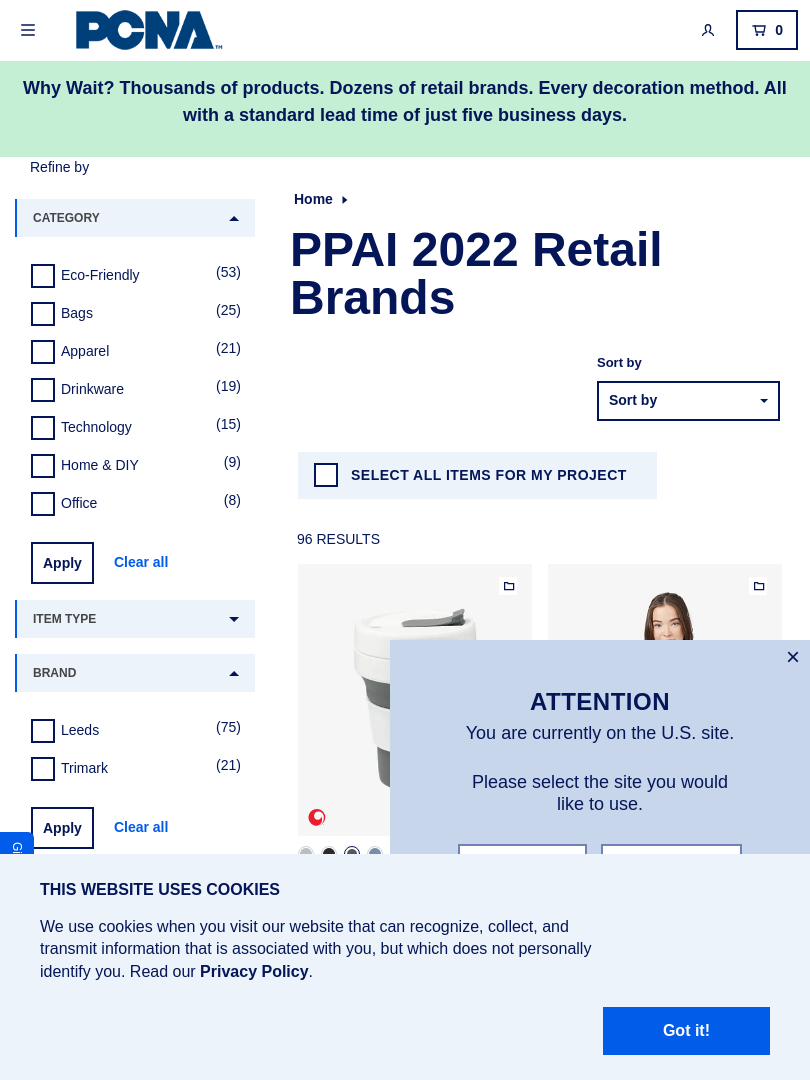 PCNA™
0
Why Wait? Thousands of products. Dozens of retail brands. Every decoration method. All
with a standard lead time of just five business days.
Refine by
CATEGORY
Eco-Friendly (53)
Bags (25)
Apparel (21)
Drinkware (19)
Technology (15)
Home & DIY (9)
Office (8)
Apply Clear all
ITEM TYPE
BRAND
Leeds (75)
Trimark (21)
Apply Clear all
Home
PPAI 2022 Retail
Brands
Sort by
Sort by
SELECT ALL ITEMS FOR MY PROJECT
96 RESULTS
×
ATTENTION
You are currently on the U.S. site.
Please select the site you would
like to use.
THIS WEBSITE USES COOKIES
We use cookies when you visit our website that can recognize, collect, and
transmit information that is associated with you, but which does not personally
identify you. Read our Privacy Policy.
Got it!